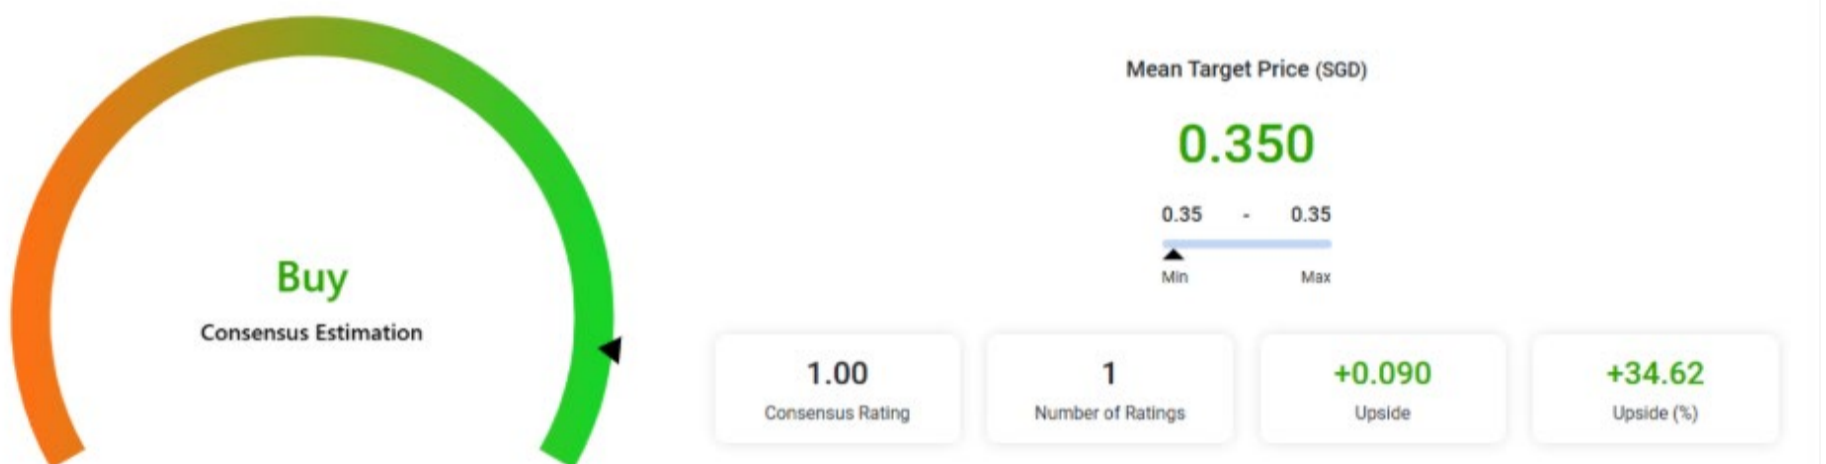 Buy
Consensus Estimation
Mean Target Price (SGD)
0.350
0.35 - 0.35
Min Max
1.00
Consensus Rating
1
Number of Ratings
+0.090
Upside
+34.62
Upside (%)